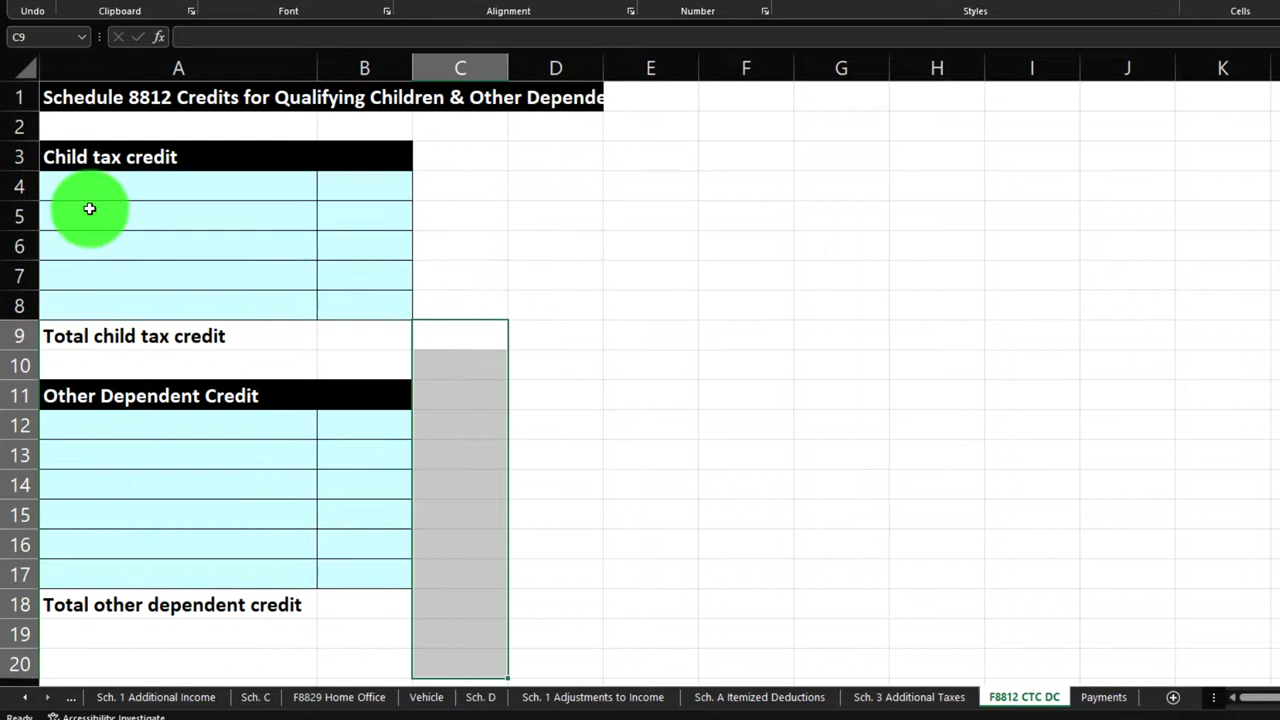 Undo Clipboard Font Alignment Number Styles Cells
C9 fx
A B C D E F G H I J K
1 Schedule 8812 Credits for Qualifying Children & Other Depende
2
3 Child tax credit
4
5
6
7
8
9 Total child tax credit
10
11 Other Dependent Credit
12
13
14
15
16
17
18 Total other dependent credit
19
20
... Sch. 1 Additional Income Sch. C F8829 Home Office Vehicle Sch. D Sch. 1 Adjustments to Income Sch. A Itemized Deductions Sch. 3 Additional Taxes F8812 CTC DC Payments
Ready Accessibility: Investigate